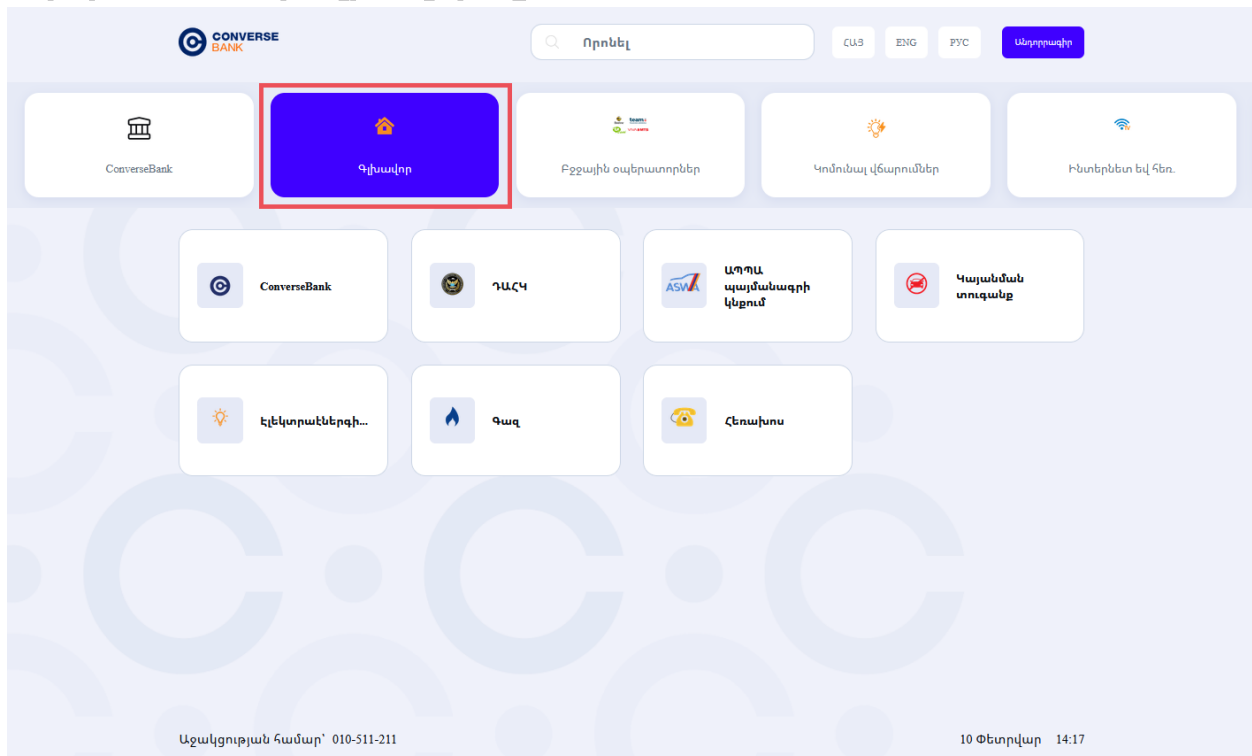 CONVERSE
BANK
Որոնել
ՀԱՅ
ENG
РУС
Անդորրագիր
ConverseBank
Գլխավոր
Բջջային օպերատորներ
Կոմունալ վճարումներ
Ինտերնետ եվ հեռ.
ConverseBank
ԴԱՀԿ
ԱՊՊԱ
պայմանագրի
կնքում
Կայանման
տուգանք
Էլեկտրաէներգի...
Գազ
Հեռախոս
Աջակցության համար՝ 010-511-211
10 Փետրվար 14:17